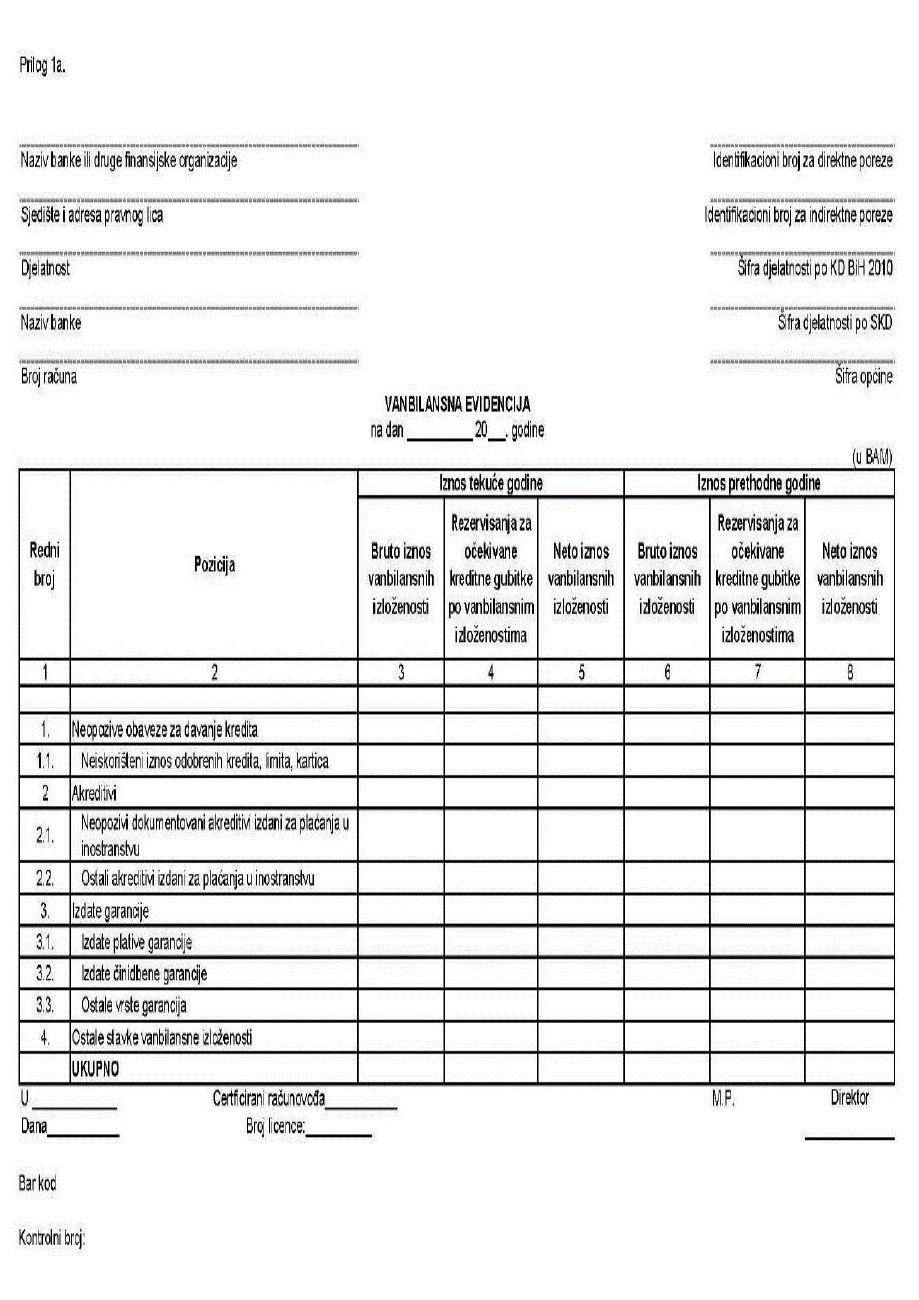 Prilog 1a.
Naziv banke ili druge finansijske organizacije
Identifikacioni broj za direktne poreze
Sjedište i adresa pravnog lica
Identifikacioni broj za indirektne poreze
Djelatnost
Šifra djelatnosti po KD BiH 2010
Naziv banke
Šifra djelatnosti po SKD
Broj računa
Šifra općine
VANBILANSNA EVIDENCIJA
na dan __________ 20___. godine
(u BAM)
Redni
broj
Pozicija
Iznos tekuće godine
Iznos prethodne godine
Bruto iznos
vanbilansnih
izloženosti
Rezervisanja za
očekivane
kreditne gubitke
po vanbilansnim
izloženostima
Neto iznos
vanbilansnih
izloženosti
Bruto iznos
vanbilansnih
izloženosti
Rezervisanja za
očekivane
kreditne gubitke
po vanbilansnim
izloženostima
Neto iznos
vanbilansnih
izloženosti
1 2 3 4 5 6 7 8
1. Neopozive obaveze za davanje kredita
1.1. Neiskorišteni iznos odobrenih kredita, limita, kartica
2 Akreditivi
2.1. Neopozivi dokumentovani akreditivi izdani za plaćanja u
inostranstvu
2.2. Ostali akreditivi izdani za plaćanja u inostranstvu
3. Izdate garancije
3.1. Izdate plative garancije
3.2. Izdate činidbene garancije
3.3. Ostale vrste garancija
4. Ostale stavke vanbilansne izloženosti
UKUPNO
U _____________ Certficirani računovođa___________ M.P. Direktor
Dana___________ Broj licence:__________
Bar kod
Kontrolni broj: